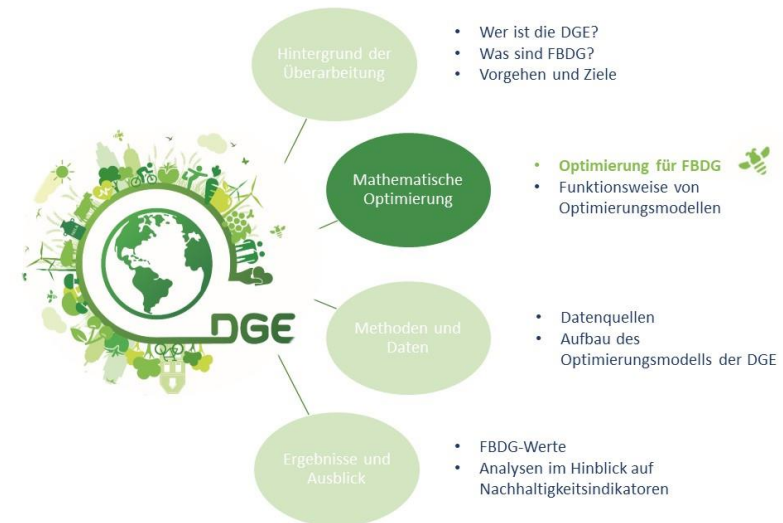 Hintergrund der
Überarbeitung
• Wer ist die DGE?
• Was sind FBDG?
• Vorgehen und Ziele
Mathematische
Optimierung
• Optimierung für FBDG
• Funktionsweise von
Optimierungsmodellen
DGE
Methoden und
Daten
• Datenquellen
• Aufbau des
Optimierungsmodells der DGE
Ergebnisse und
Ausblick
• FBDG-Werte
• Analysen im Hinblick auf
Nachhaltigkeitsindikatoren